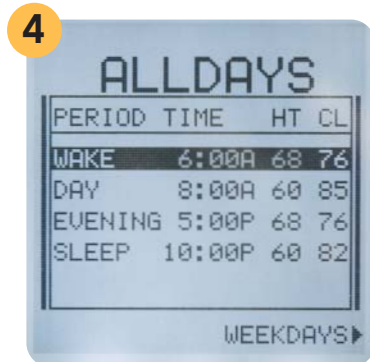 4
ALLDAYS
PERIOD TIME HT CL
WAKE 6:00A 68 76
DAY 8:00A 60 85
EVENING 5:00P 68 76
SLEEP 10:00P 60 82
WEEKDAYS▶